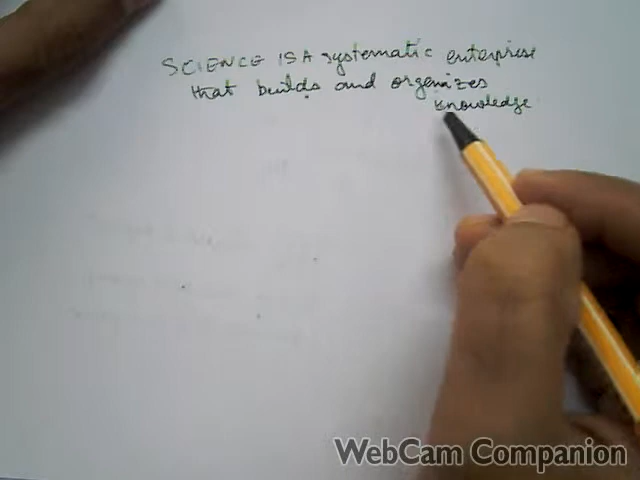 SCIENCE IS A systematic enterprise
that builds and organizes
knowledge
WebCam Companion